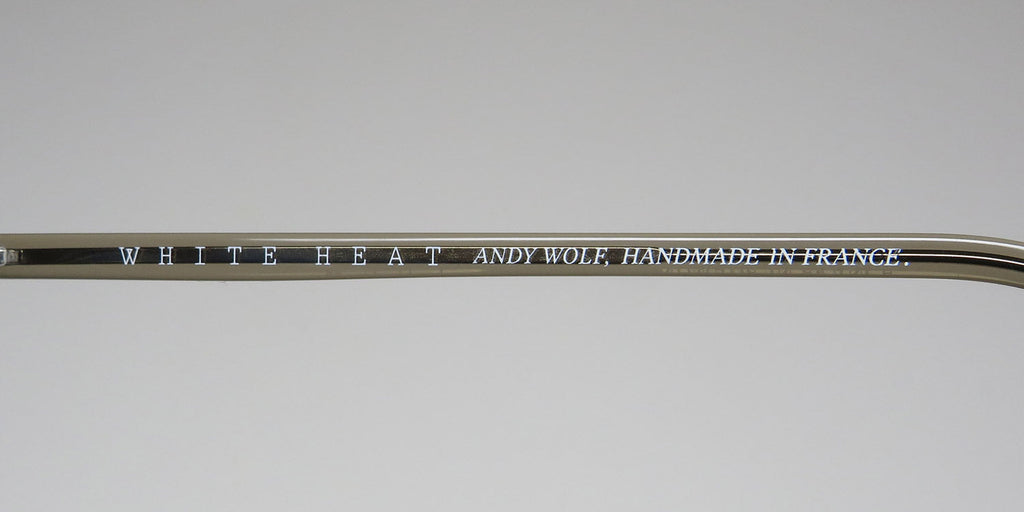 WHITE HEAT ANDY WOLF, HANDMADE IN FRANCE.